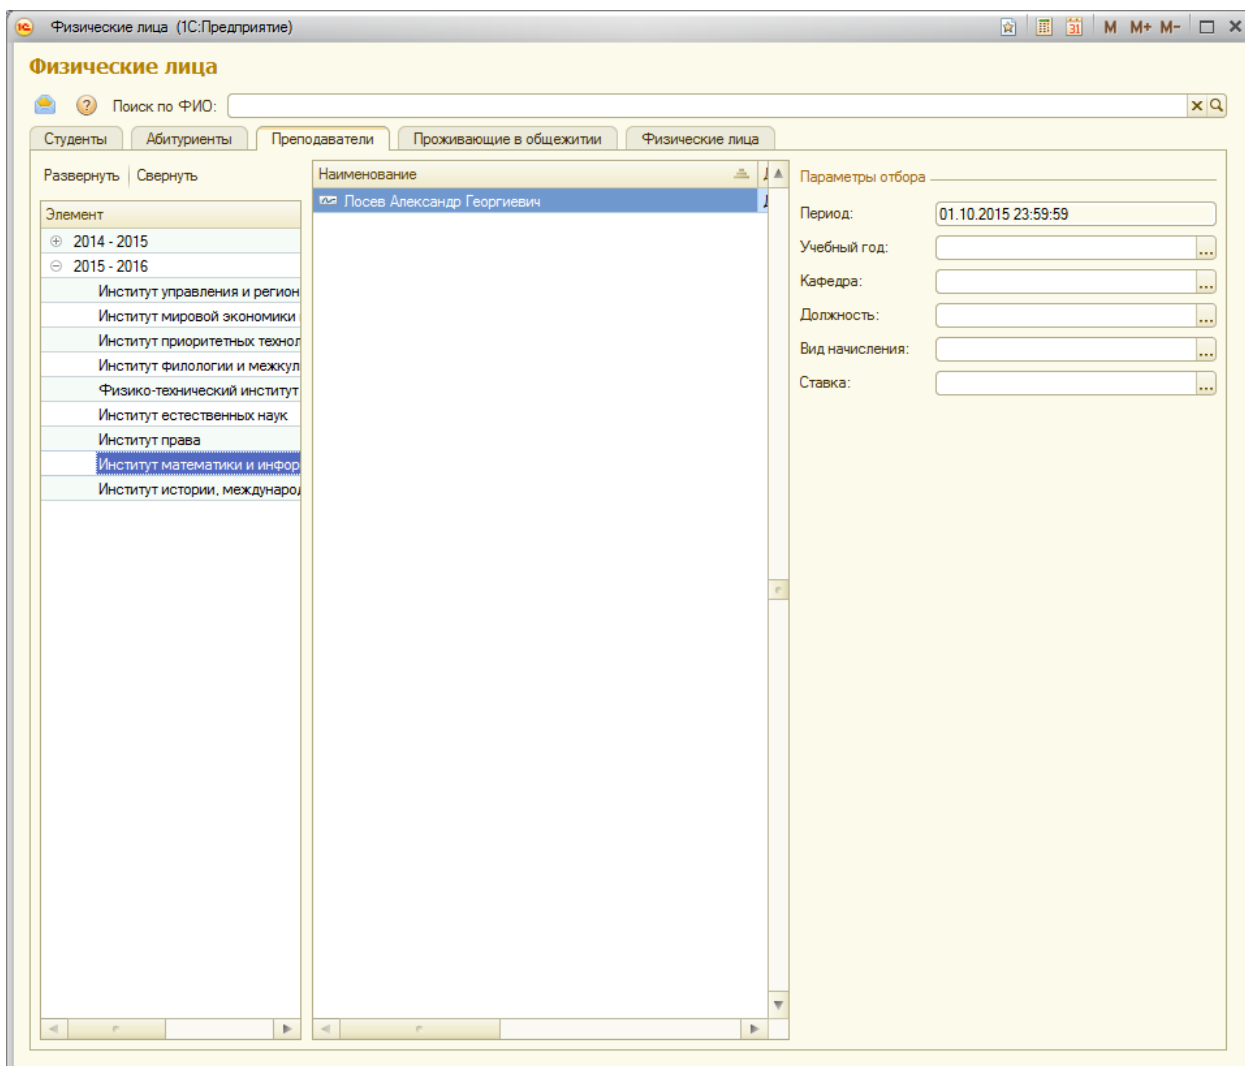 Физические лица (1С:Предприятие)
31 M M+ M-
Физические лица
Поиск по ФИО:
Студенты Абитуриенты Преподаватели Проживающие в общежитии Физические лица
Развернуть Свернуть
Элемент
2014 - 2015
2015 - 2016
Институт управления и регион
Институт мировой экономики
Институт приоритетных технол
Институт филологии и межкул
Физико-технический институт
Институт естественных наук
Институт права
Институт математики и инфор
Институт истории, международ
Наименование
Лосев Александр Георгиевич
Параметры отбора
Период: 01.10.2015 23:59:59
Учебный год: ...
Кафедра: ...
Должность: ...
Вид начисления: ...
Ставка: ...